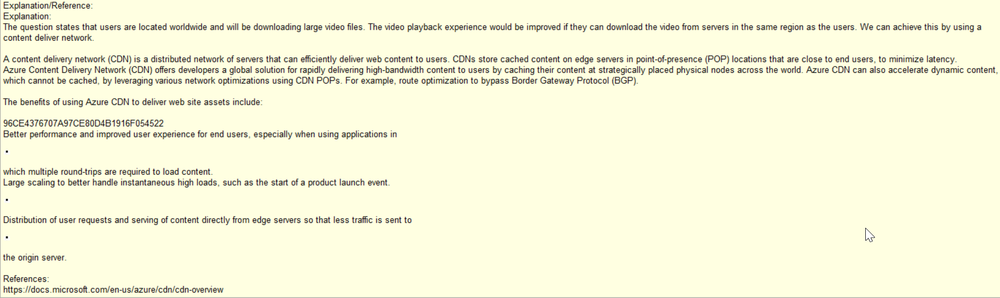 Explanation/Reference:
Explanation:
The question states that users are located worldwide and will be downloading large video files. The video playback experience would be improved if they can download the video from servers in the same region as the users. We can achieve this by using a
content deliver network.
A content delivery network (CDN) is a distributed network of servers that can efficiently deliver web content to users. CDNs store cached content on edge servers in point-of-presence (POP) locations that are close to end users, to minimize latency.
Azure Content Delivery Network (CDN) offers developers a global solution for rapidly delivering high-bandwidth content to users by caching their content at strategically placed physical nodes across the world. Azure CDN can also accelerate dynamic content,
which cannot be cached, by leveraging various network optimizations using CDN POPs. For example, route optimization to bypass Border Gateway Protocol (BGP).
The benefits of using Azure CDN to deliver web site assets include:
96CE4376707A97CE80D4B1916F054522
Better performance and improved user experience for end users, especially when using applications in
▪
which multiple round-trips are required to load content.
Large scaling to better handle instantaneous high loads, such as the start of a product launch event.
▪
Distribution of user requests and serving of content directly from edge servers so that less traffic is sent to
▪
the origin server.
References:
https://docs.microsoft.com/en-us/azure/cdn/cdn-overview